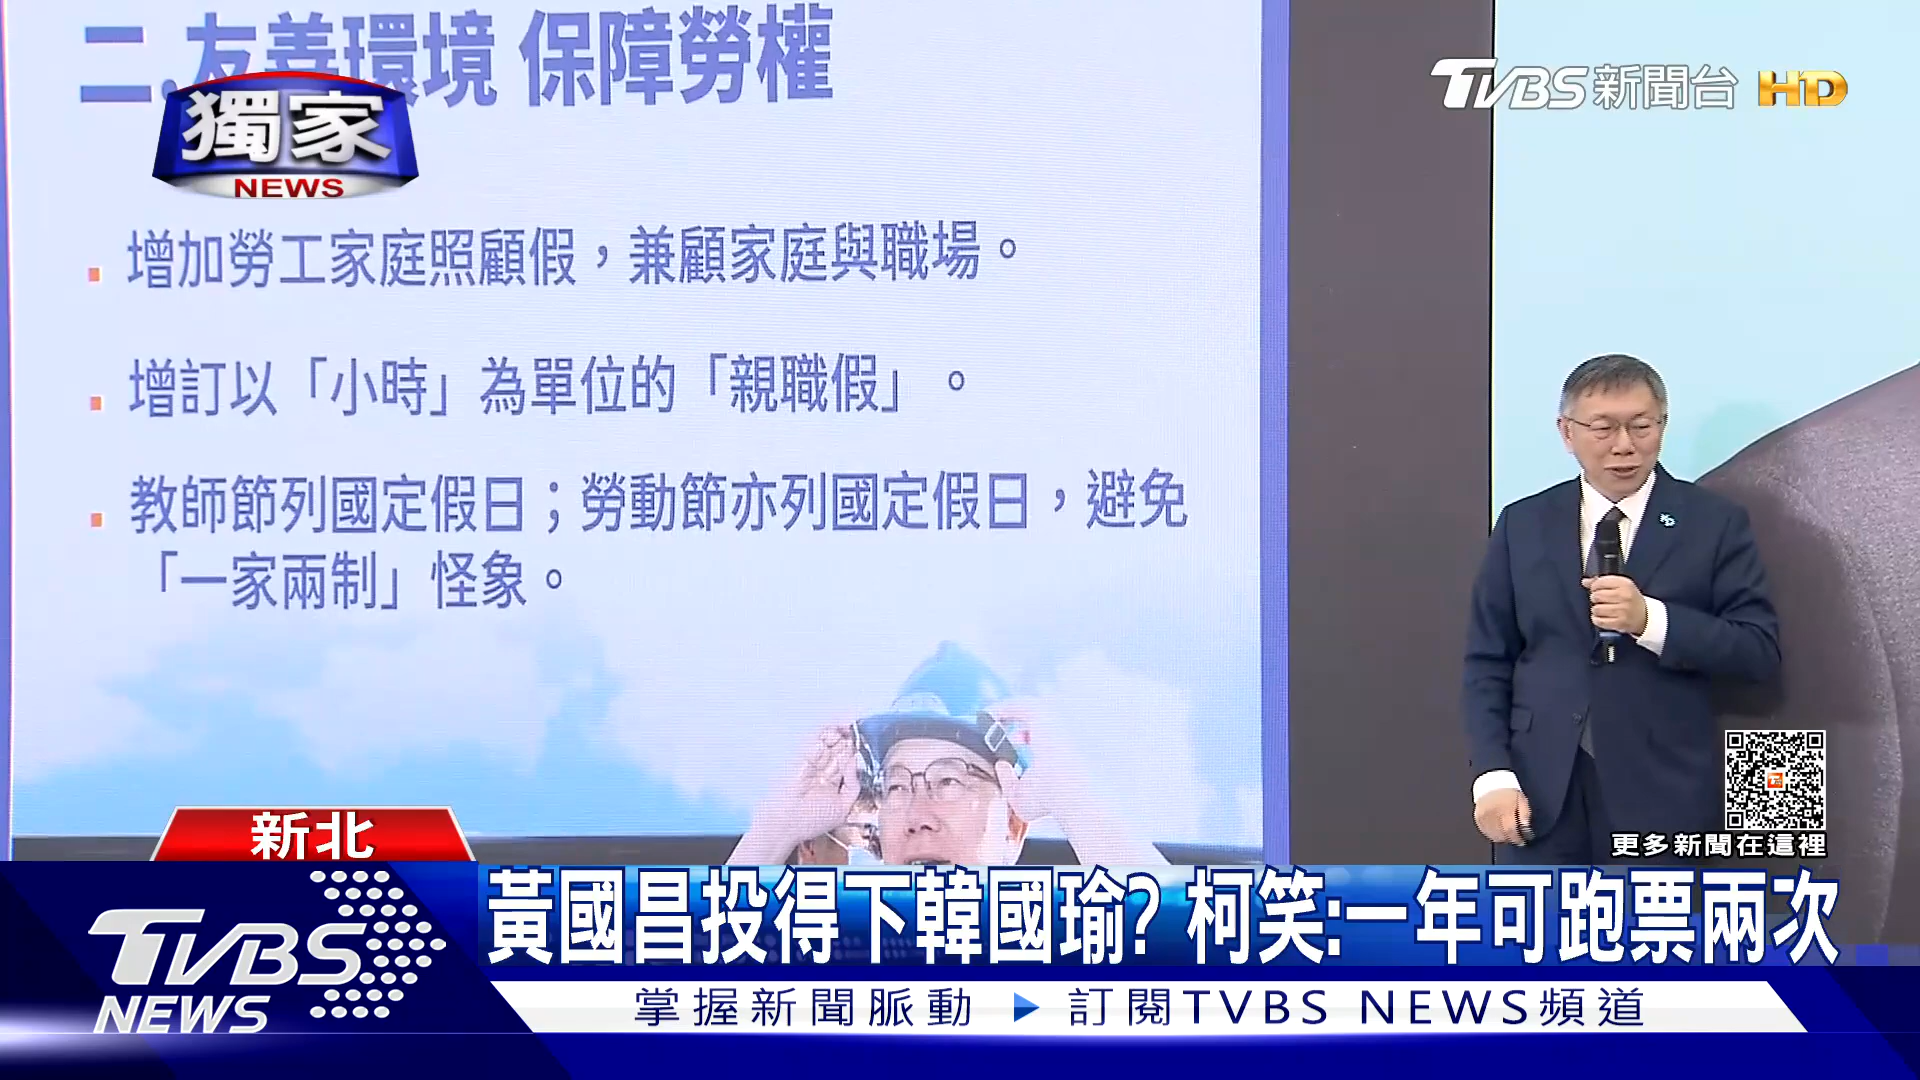 二.友善環境 保障勞權
獨家
NEWS
TVBS新聞台 HD
增加勞工家庭照顧假，兼顧家庭與職場。
增訂以「小時」為單位的「親職假」。
教師節列國定假日；勞動節亦列國定假日，避免
「一家兩制」怪象。
更多新聞在這裡
新北
黃國昌投得下韓國瑜? 柯笑:一年可跑票兩次
TVBS
NEWS
掌握新聞脈動 ▶ 訂閱TVBS NEWS頻道